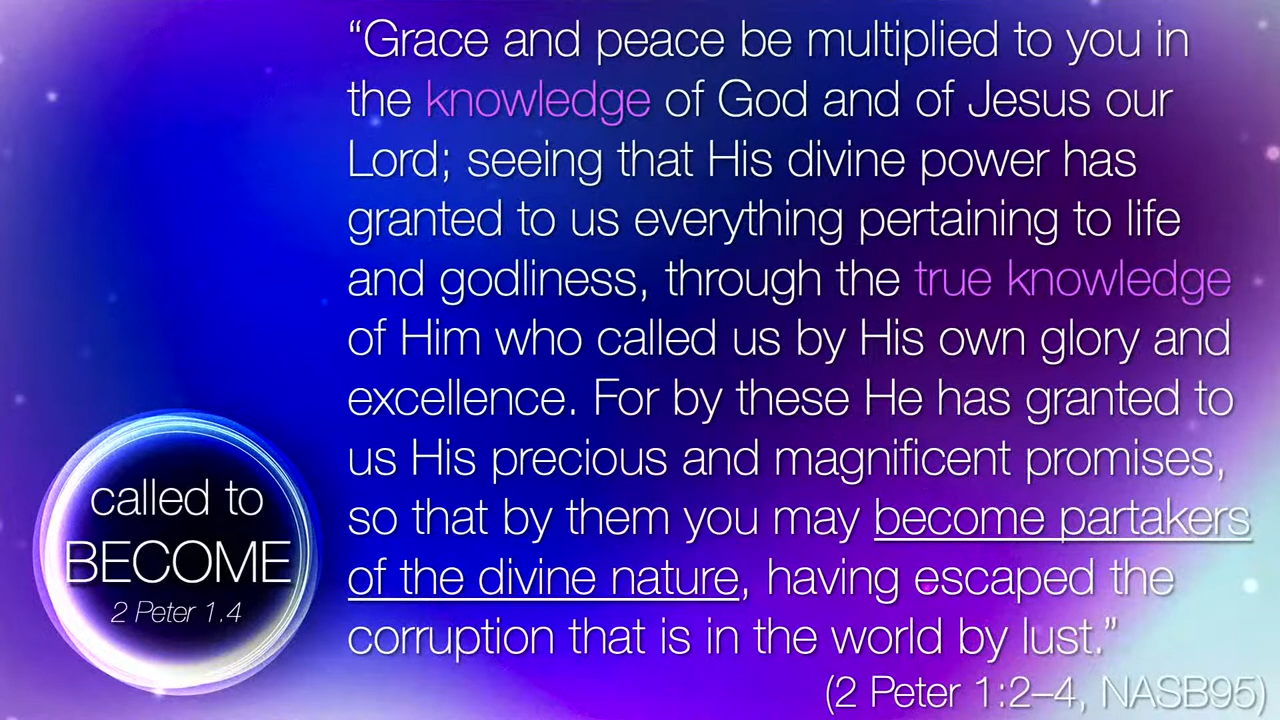 “Grace and peace be multiplied to you in
the knowledge of God and of Jesus our
Lord; seeing that His divine power has
granted to us everything pertaining to life
and godliness, through the true knowledge
of Him who called us by His own glory and
excellence. For by these He has granted to
us His precious and magnificent promises,
so that by them you may become partakers
of the divine nature, having escaped the
corruption that is in the world by lust.”
(2 Peter 1:2–4, NASB95)
called to
BECOME
2 Peter 1.4